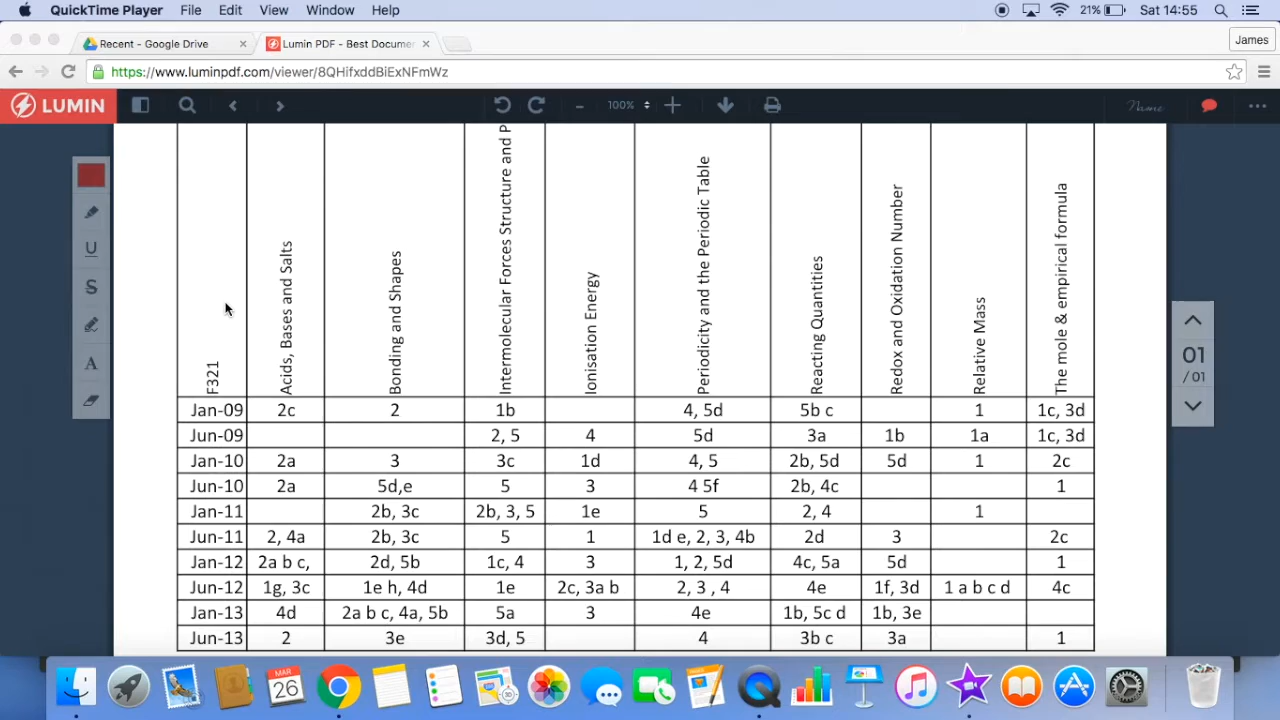 QuickTime Player File Edit View Window Help 21% Sat 14:55
Recent - Google Drive Lumin PDF - Best Docume James
https://www.luminpdf.com/viewer/8QHifxddBiExNFmWz
LUMIN 100% Name
F321 Acids, Bases and Salts Bonding and Shapes Intermolecular Forces Structure and P Ionisation Energy Periodicity and the Periodic Table Reacting Quantities Redox and Oxidation Number Relative Mass The mole & empirical formula
Jan-09 2c 2 1b 4, 5d 5b c 1 1c, 3d
Jun-09 2, 5 4 5d 3a 1b 1a 1c, 3d
Jan-10 2a 3 3c 1d 4, 5 2b, 5d 5d 1 2c
Jun-10 2a 5d,e 5 3 4 5f 2b, 4c 1
Jan-11 2b, 3c 2b, 3, 5 1e 5 2, 4 1
Jun-11 2, 4a 2b, 3c 5 1 1d e, 2, 3, 4b 2d 3 2c
Jan-12 2a b c, 2d, 5b 1c, 4 3 1, 2, 5d 4c, 5a 5d 1
Jun-12 1g, 3c 1e h, 4d 1e 2c, 3a b 2, 3 , 4 4e 1f, 3d 1 a b c d 4c
Jan-13 4d 2a b c, 4a, 5b 5a 3 4e 1b, 5c d 1b, 3e
Jun-13 2 3e 3d, 5 4 3b c 3a 1
U
S
A
01
/ 01
MAR
26
30